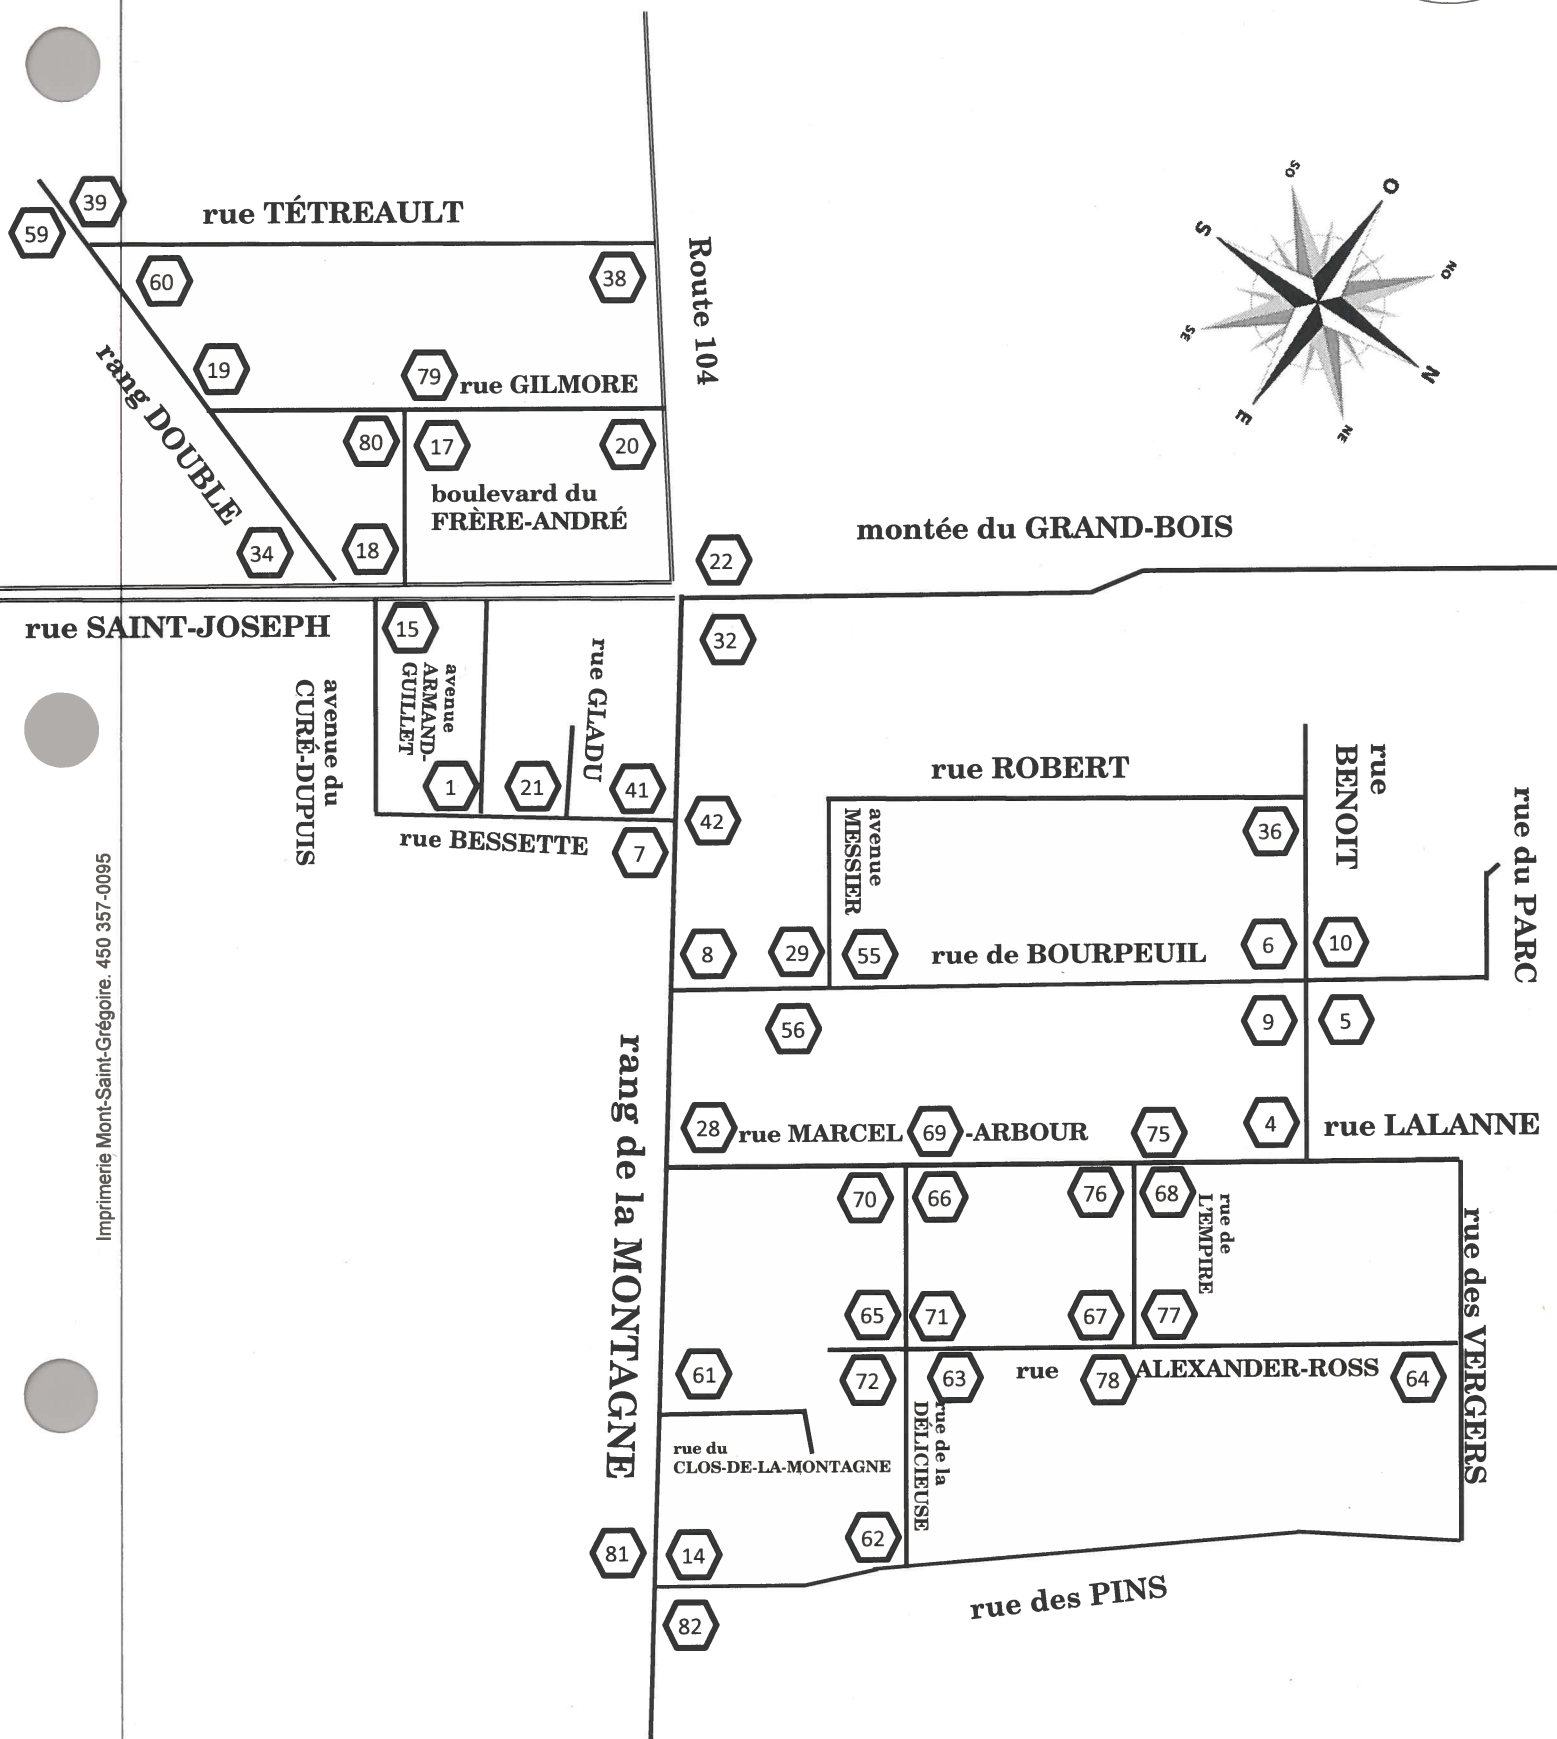 39
59
rue TÉTREAULT
60
38
Route 104
SO
O
S
NO
SE
N
E
NE
19
79
rue GILMORE
rang DOUBLE
80
17
20
boulevard du
FRÈRE-ANDRÉ
34
18
22
montée du GRAND-BOIS
rue SAINT-JOSEPH
15
32
avenue du
CURÉ-DUPUIS
avenue
ARMAND-
GUILLET
rue GLADU
1
21
41
42
rue BESSETTE
7
rue ROBERT
avenue
MESSIER
rue
BENOIT
36
rue du PARC
8
29
55
rue de BOURPEUIL
6
10
56
9
5
Imprimerie Mont-Saint-Grégoire. 450 357-0095
rang de la MONTAGNE
28
rue MARCEL
69
-ARBOUR
75
4
rue LALANNE
70
66
76
68
rue de
L'EMPIRE
rue des VERGERS
65
71
67
77
61
72
63
rue
78
ALEXANDER-ROSS
64
rue du
CLOS-DE-LA-MONTAGNE
rue de la
DÉLICIEUSE
62
81
14
rue des PINS
82